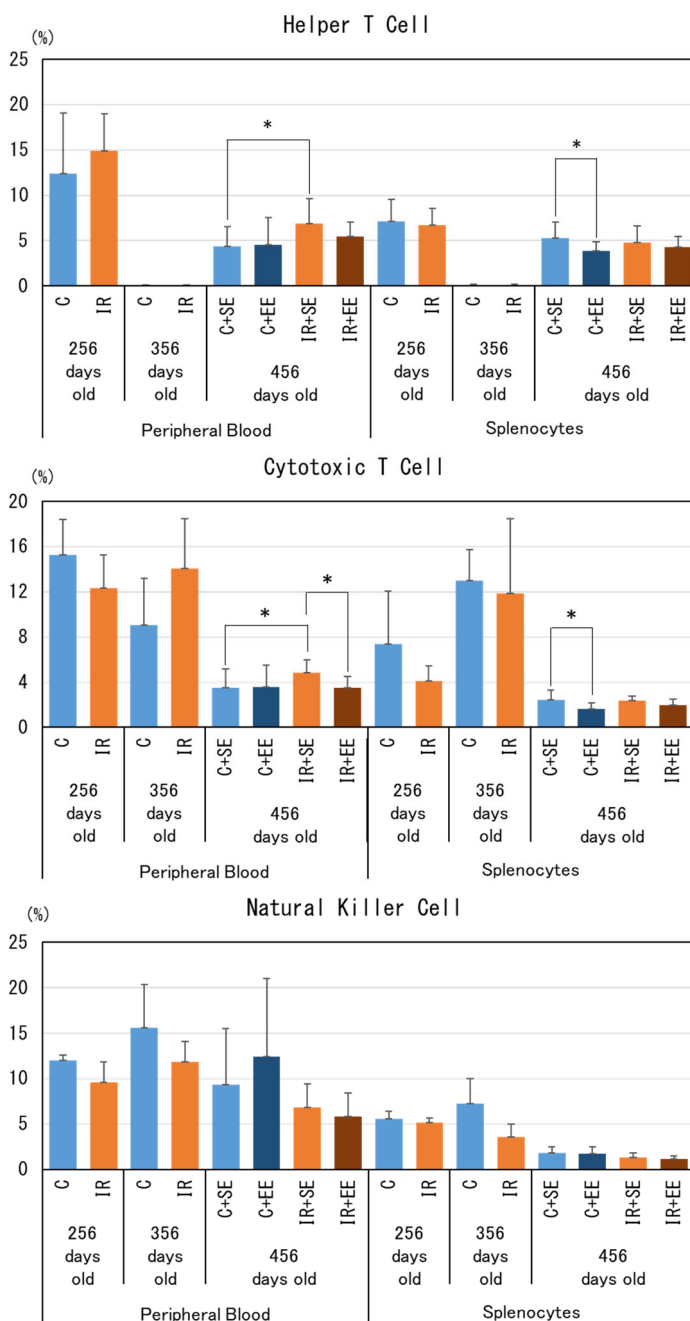 Helper T Cell
(%)
25
20
15
10
5
0
*
*
C IR C IR C+SE C+EE IR+SE IR+EE C IR C IR C+SE C+EE IR+SE IR+EE
256 days old 356 days old 456 days old 256 days old 356 days old 456 days old
Peripheral Blood Splenocytes
Cytotoxic T Cell
(%)
20
16
12
8
4
0
*
*
*
C IR C IR C+SE C+EE IR+SE IR+EE C IR C IR C+SE C+EE IR+SE IR+EE
256 days old 356 days old 456 days old 256 days old 356 days old 456 days old
Peripheral Blood Splenocytes
Natural Killer Cell
(%)
25
20
15
10
5
0
C IR C IR C+SE C+EE IR+SE IR+EE C IR C IR C+SE C+EE IR+SE IR+EE
256 days old 356 days old 456 days old 256 days old 356 days old 456 days old
Peripheral Blood Splenocytes